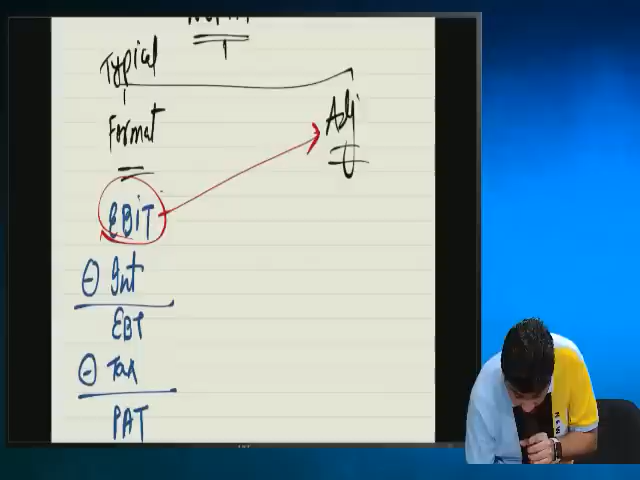 Typical
Format
Adj
EBIT
⊖ Int
EBT
⊖ Tax
PAT